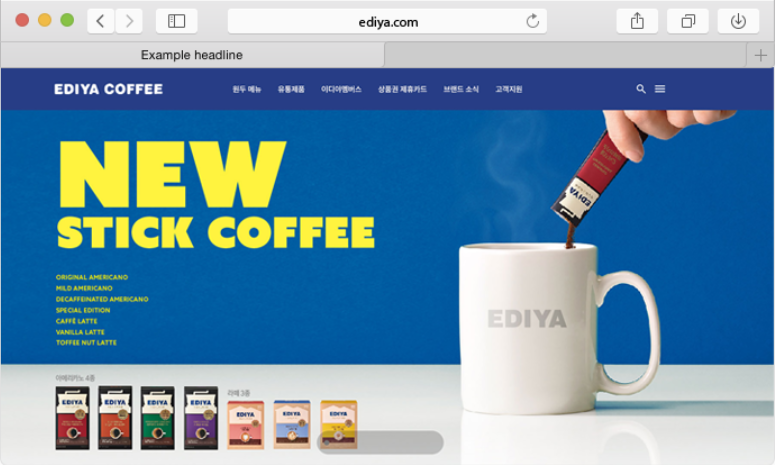 ediya.com
Example headline
EDIYA COFFEE 원두 메뉴 유통제품 이디야멤버스 상품권 제휴카드 브랜드 소식 고객지원
NEW
STICK COFFEE
ORIGINAL AMERICANO
MILD AMERICANO
DECAFFEINATED AMERICANO
SPECIAL EDITION
CAFFÉ LATTE
VANILLA LATTE
TOFFEE NUT LATTE
EDIYA
EDIYA
아메리카노 4종
라떼 3종
EDIYA EDIYA EDIYA EDIYA EDIYA EDIYA EDIYA